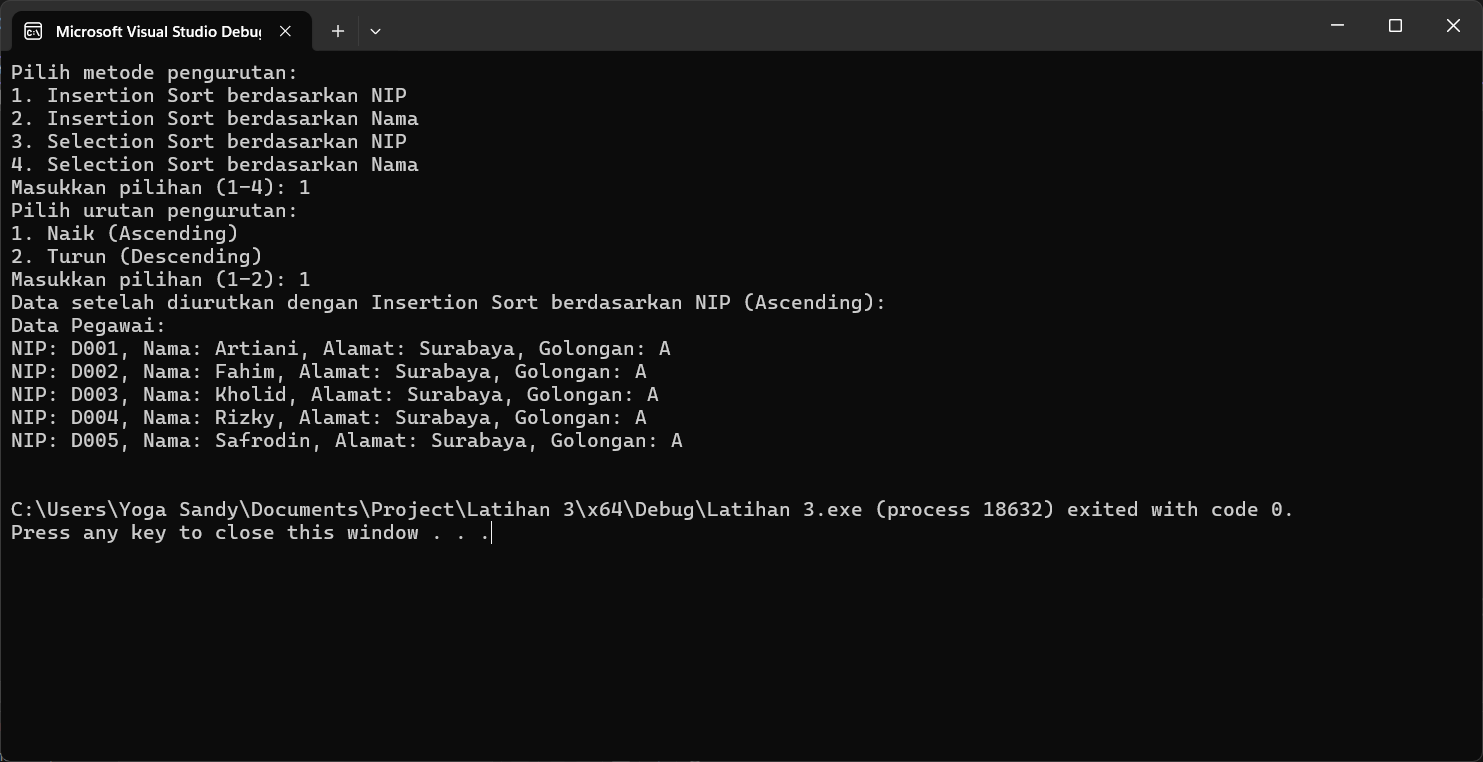 Microsoft Visual Studio Debug
Pilih metode pengurutan:
1. Insertion Sort berdasarkan NIP
2. Insertion Sort berdasarkan Nama
3. Selection Sort berdasarkan NIP
4. Selection Sort berdasarkan Nama
Masukkan pilihan (1-4): 1
Pilih urutan pengurutan:
1. Naik (Ascending)
2. Turun (Descending)
Masukkan pilihan (1-2): 1
Data setelah diurutkan dengan Insertion Sort berdasarkan NIP (Ascending):
Data Pegawai:
NIP: D001, Nama: Artiani, Alamat: Surabaya, Golongan: A
NIP: D002, Nama: Fahim, Alamat: Surabaya, Golongan: A
NIP: D003, Nama: Kholid, Alamat: Surabaya, Golongan: A
NIP: D004, Nama: Rizky, Alamat: Surabaya, Golongan: A
NIP: D005, Nama: Safrodin, Alamat: Surabaya, Golongan: A
C:\Users\Yoga Sandy\Documents\Project\Latihan 3\x64\Debug\Latihan 3.exe (process 18632) exited with code 0.
Press any key to close this window . . .